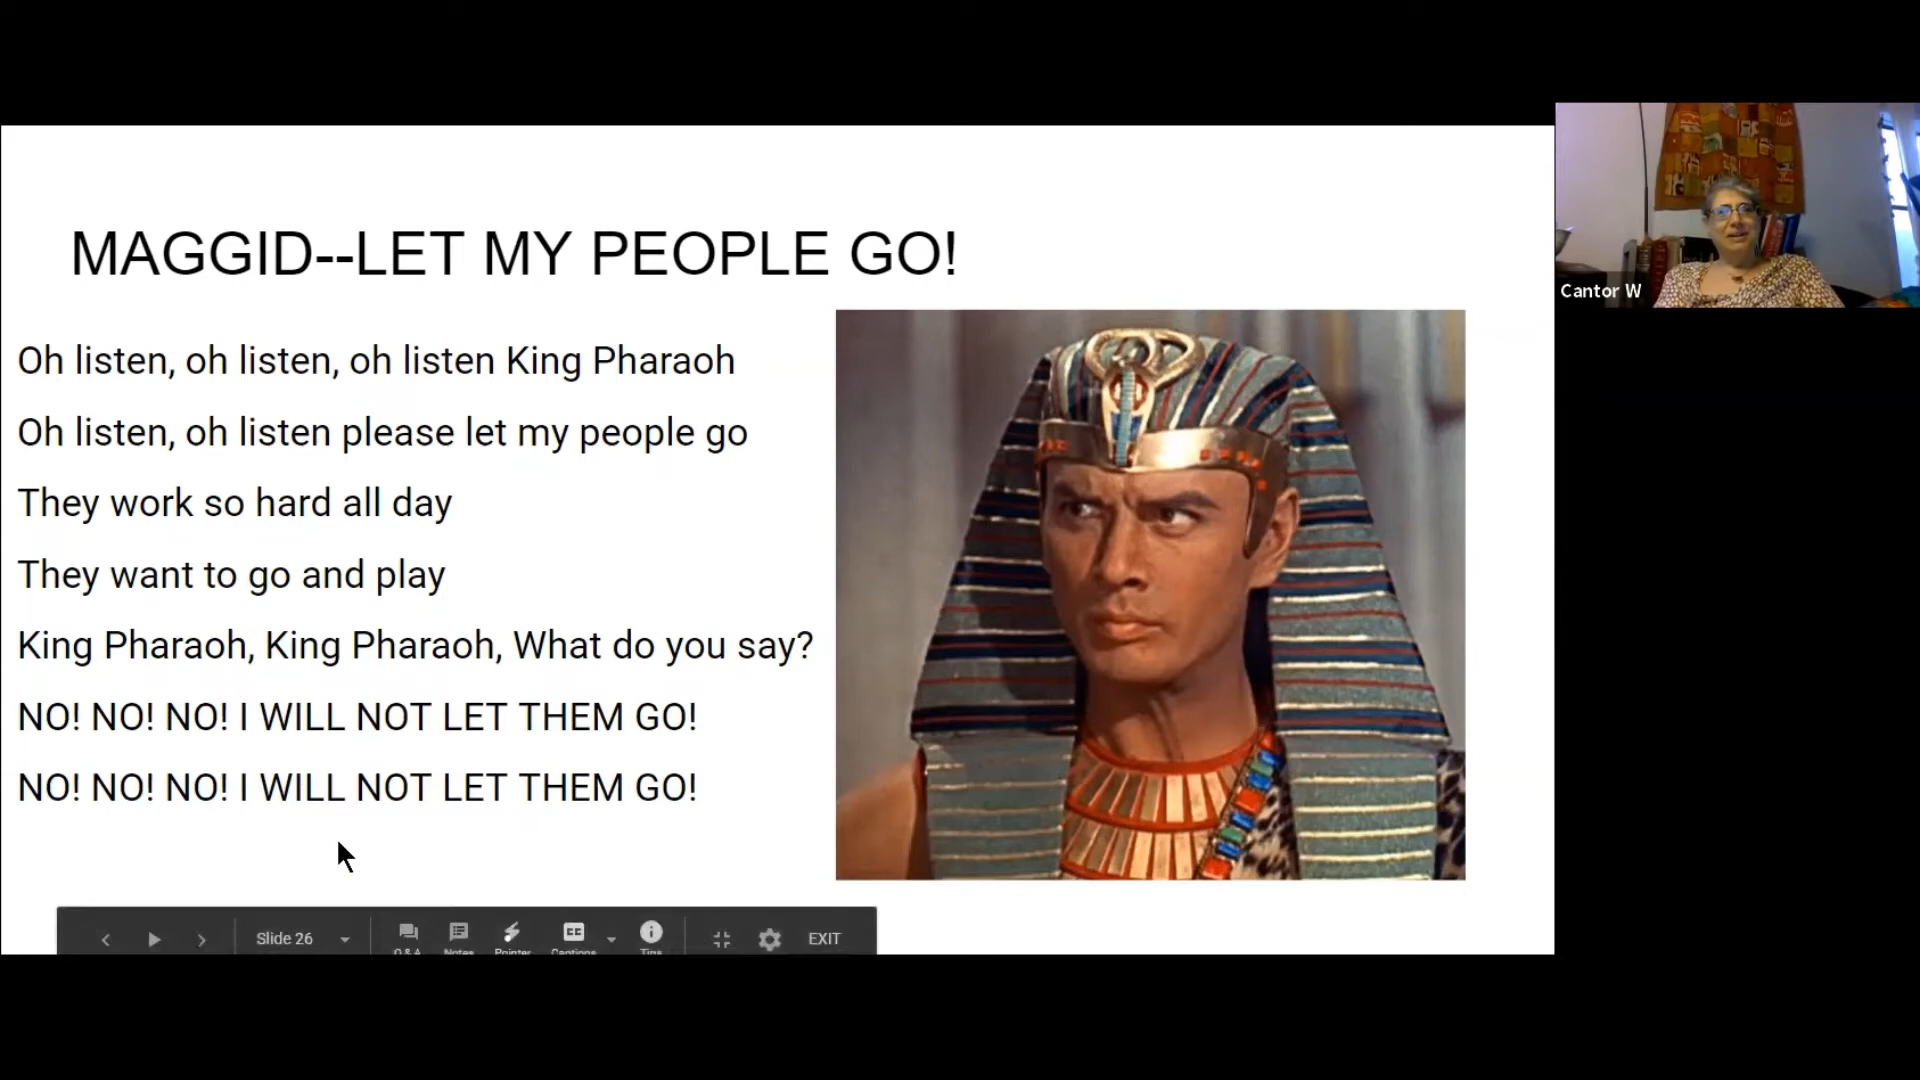 MAGGID--LET MY PEOPLE GO!
Oh listen, oh listen, oh listen King Pharaoh
Oh listen, oh listen please let my people go
They work so hard all day
They want to go and play
King Pharaoh, King Pharaoh, What do you say?
NO! NO! NO! I WILL NOT LET THEM GO!
NO! NO! NO! I WILL NOT LET THEM GO!
Cantor W
Slide 26
Q & A Notes Pointer CC Captions Tips
EXIT